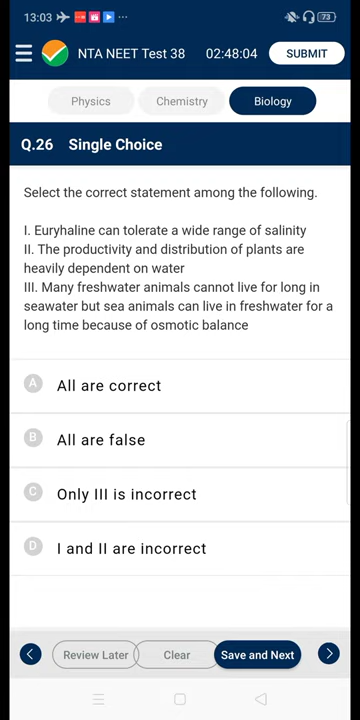 13:03
73
NTA NEET Test 38
02:48:04
SUBMIT
Physics
Chemistry
Biology
Q.26 Single Choice
Select the correct statement among the following.
I. Euryhaline can tolerate a wide range of salinity
II. The productivity and distribution of plants are
heavily dependent on water
III. Many freshwater animals cannot live for long in
seawater but sea animals can live in freshwater for a
long time because of osmotic balance
A All are correct
B All are false
C Only III is incorrect
D I and II are incorrect
Review Later
Clear
Save and Next